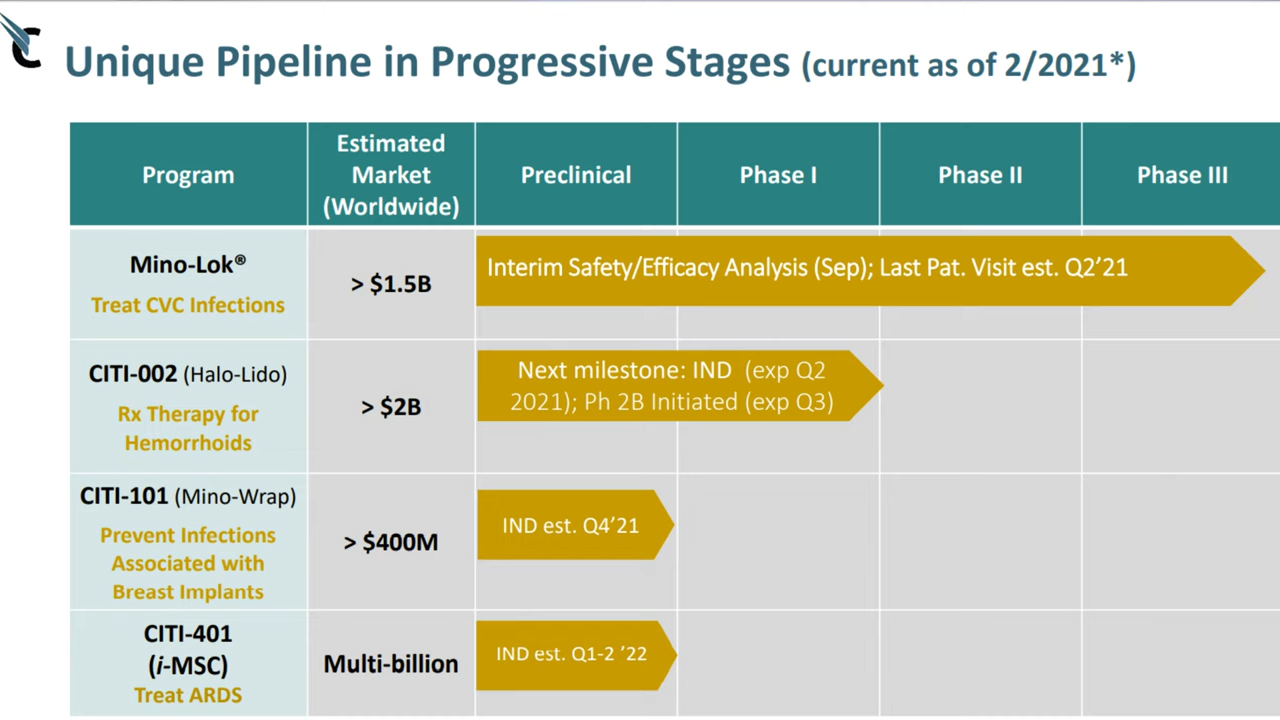 Unique Pipeline in Progressive Stages (current as of 2/2021*)
Program
Estimated
Market
(Worldwide)
Preclinical
Phase I
Phase II
Phase III
Mino-Lok®
Treat CVC Infections
> $1.5B
Interim Safety/Efficacy Analysis (Sep); Last Pat. Visit est. Q2’21
CITI-002 (Halo-Lido)
Rx Therapy for
Hemorrhoids
> $2B
Next milestone: IND (exp Q2
2021); Ph 2B Initiated (exp Q3)
CITI-101 (Mino-Wrap)
Prevent Infections
Associated with
Breast Implants
> $400M
IND est. Q4’21
CITI-401
(i-MSC)
Treat ARDS
Multi-billion
IND est. Q1-2 ’22